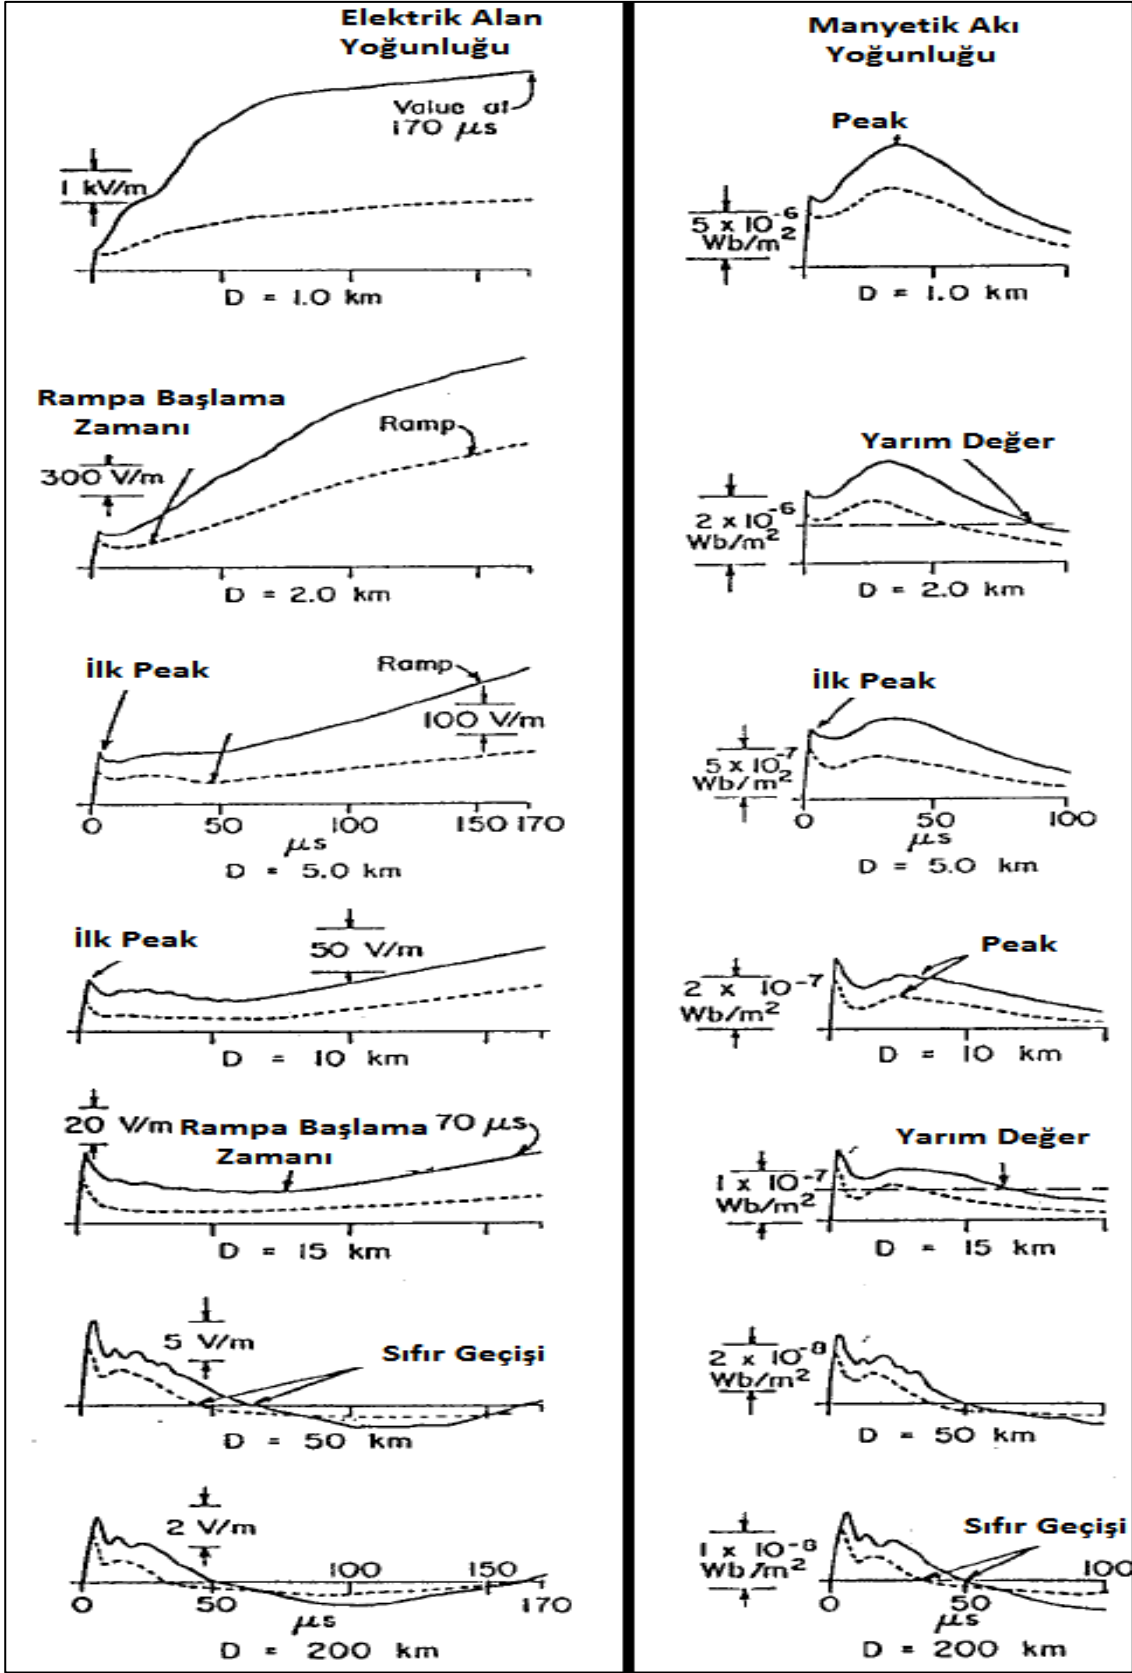 Elektrik Alan
Yoğunluğu
Value at
170 µs
1 kV/m
D = 1.0 km
Rampa Başlama
Zamanı
Ramp
300 V/m
D = 2.0 km
İlk Peak
Ramp
100 V/m
0 50 100 150 170
µs
D = 5.0 km
İlk Peak
50 V/m
D = 10 km
20 V/m Rampa Başlama 70 µs
Zamanı
D = 15 km
5 V/m
Sıfır Geçişi
D = 50 km
2 V/m
100 150
0 50 170
µs
D = 200 km
Manyetik Akı
Yoğunluğu
Peak
5 x 10-6
Wb/m2
D = 1.0 km
Yarım Değer
2 x 10-6
Wb/m2
D = 2.0 km
İlk Peak
5 x 10-7
Wb/m2
0 50 100
µs
D = 5.0 km
Peak
2 x 10-7
Wb/m2
D = 10 km
Yarım Değer
1 x 10-7
Wb/m2
D = 15 km
2 x 10-8
Wb/m2
D = 50 km
Sıfır Geçişi
1 x 10-8
Wb/m2
100
0 50
µs
D = 200 km